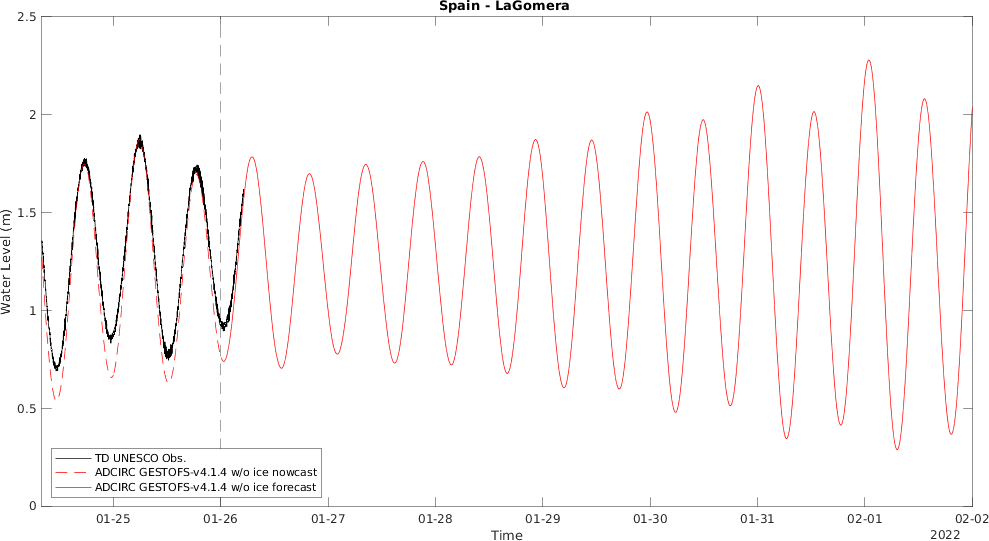 Spain - LaGomera
Water Level (m)
2.5
2
1.5
1
0.5
0
TD UNESCO Obs.
ADCIRC GESTOFS-v4.1.4 w/o ice nowcast
ADCIRC GESTOFS-v4.1.4 w/o ice forecast
01-25 01-26 01-27 01-28 01-29 01-30 01-31 02-01 02-02
Time
2022